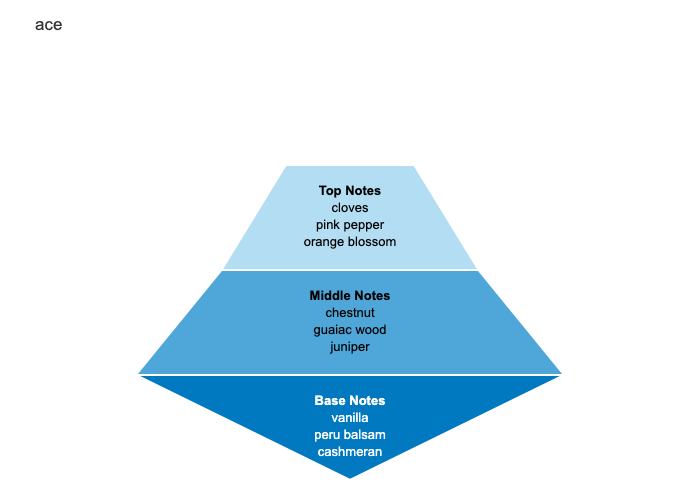 ace
Top Notes
cloves
pink pepper
orange blossom
Middle Notes
chestnut
guaiac wood
juniper
Base Notes
vanilla
peru balsam
cashmeran